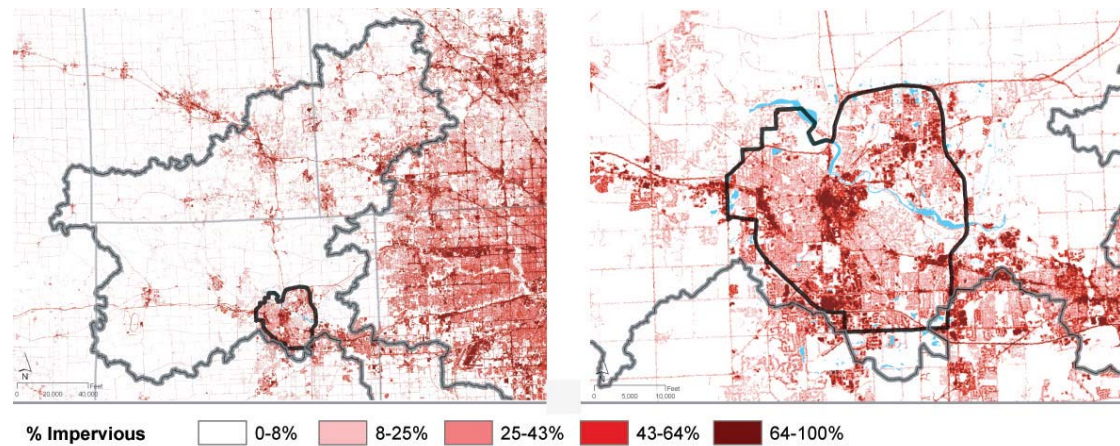 N
0 20,000 40,000 Feet
N
0 5,000 10,000 Feet
% Impervious 0-8% 8-25% 25-43% 43-64% 64-100%